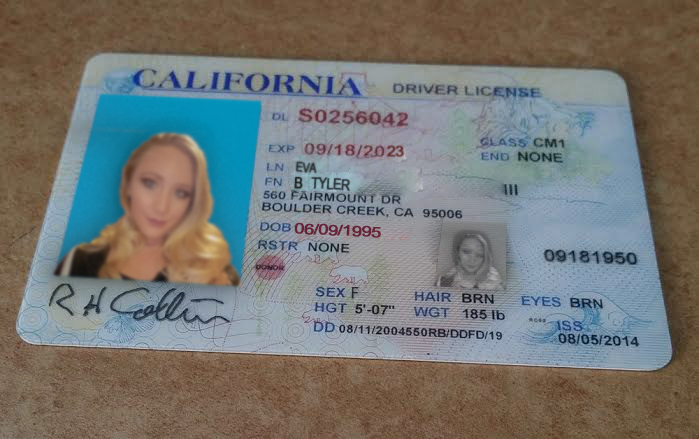 CALIFORNIA DRIVER LICENSE
DL S0256042
CLASS CM1
EXP 09/18/2023
END NONE
LN EVA
FN B TYLER
III
560 FAIRMOUNT DR
BOULDER CREEK, CA 95006
DOB 06/09/1995
RSTR NONE
09181950
DONOR
SEX F HAIR BRN EYES BRN
HGT 5'-07" WGT 185 lb
DD 08/11/2004550RB/DDFD/19
ISS
08/05/2014